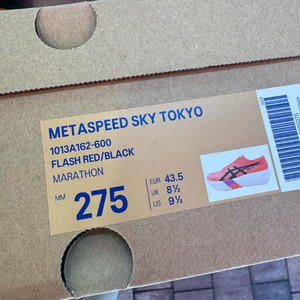 METASPEED SKY TOKYO
1013A162-600
FLASH RED/BLACK
MARATHON
MM 275
EUR 43.5
UK 8½
US 9½